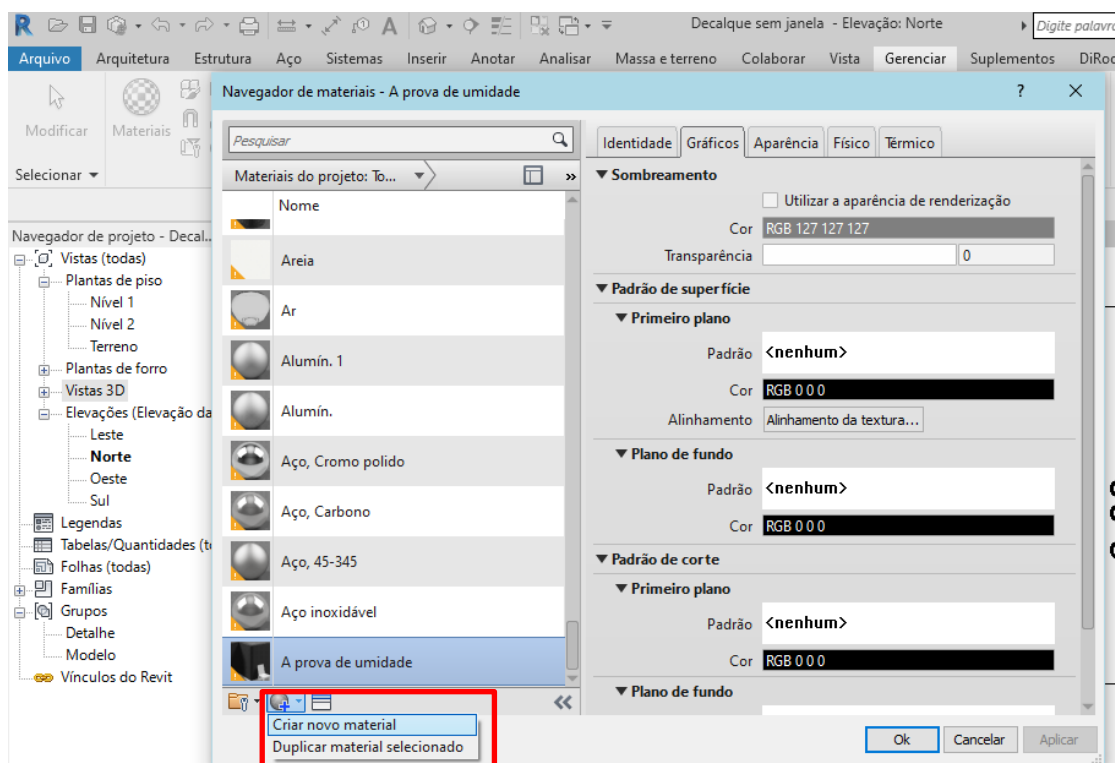 Decalque sem janela - Elevação: Norte
Digite palavra
Arquivo Arquitetura Estrutura Aço Sistemas Inserir Anotar Analisar Massa e terreno Colaborar Vista Gerenciar Suplementos
Modificar
Materiais
Selecionar
Navegador de projeto - Decal..
Vistas (todas)
Plantas de piso
Nível 1
Nível 2
Terreno
Plantas de forro
Vistas 3D
Elevações (Elevação da
Leste
Norte
Oeste
Sul
Legendas
Tabelas/Quantidades (t
Folhas (todas)
Famílias
Grupos
Detalhe
Modelo
Vínculos do Revit
Navegador de materiais - A prova de umidade
Pesquisar
Materiais do projeto: To...
Nome
Areia
Ar
Alumín. 1
Alumín.
Aço, Cromo polido
Aço, Carbono
Aço, 45-345
Aço inoxidável
A prova de umidade
Criar novo material
Duplicar material selecionado
Identidade Gráficos Aparência Físico Térmico
Sombreamento
Utilizar a aparência de renderização
Cor RGB 127 127 127
Transparência 0
Padrão de superfície
Primeiro plano
Padrão <nenhum>
Cor RGB 0 0 0
Alinhamento Alinhamento da textura...
Plano de fundo
Padrão <nenhum>
Cor RGB 0 0 0
Padrão de corte
Primeiro plano
Padrão <nenhum>
Cor RGB 0 0 0
Plano de fundo
Ok Cancelar Aplicar